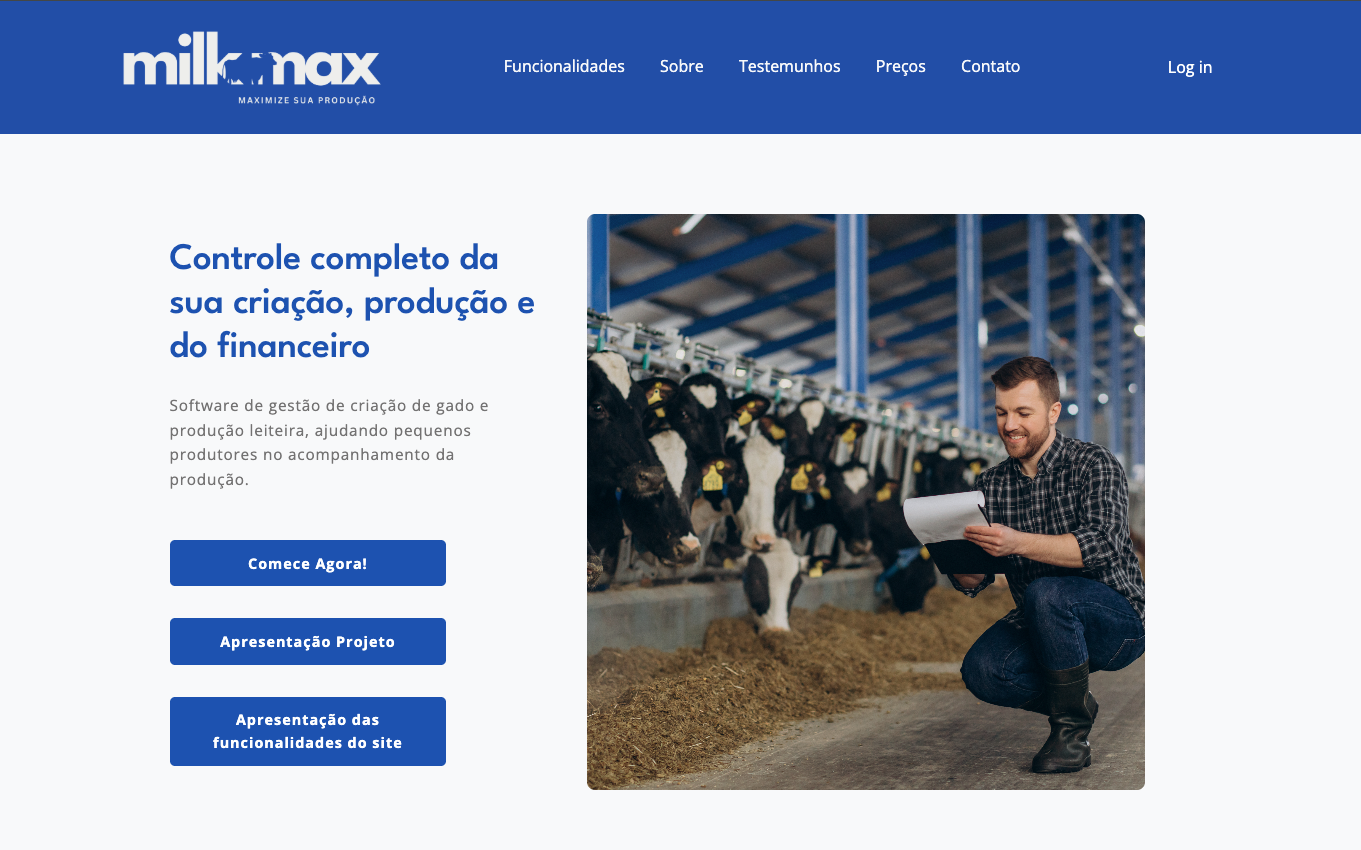 milkmax
MAXIMIZE SUA PRODUÇÃO
Funcionalidades
Sobre
Testemunhos
Preços
Contato
Log in
Controle completo da
sua criação, produção e
do financeiro
Software de gestão de criação de gado e
produção leiteira, ajudando pequenos
produtores no acompanhamento da
produção.
Comece Agora!
Apresentação Projeto
Apresentação das
funcionalidades do site